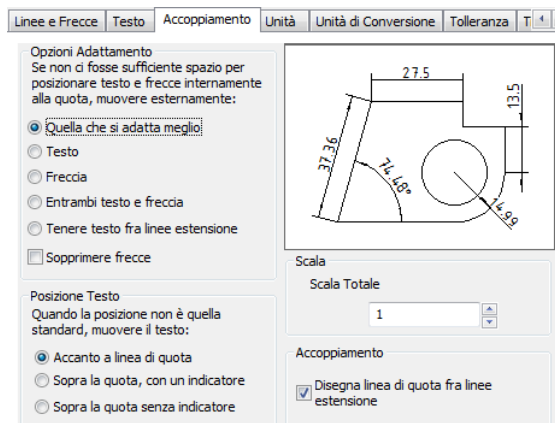 Linee e Frecce Testo Accoppiamento Unità Unità di Conversione Tolleranza T
Opzioni Adattamento
Se non ci fosse sufficiente spazio per
posizionare testo e frecce internamente
alla quota, muovere esternamente:
Quella che si adatta meglio
Testo
Freccia
Entrambi testo e freccia
Tenere testo fra linee estensione
Sopprimere frecce
Posizione Testo
Quando la posizione non è quella
standard, muovere il testo:
Accanto a linea di quota
Sopra la quota, con un indicatore
Sopra la quota senza indicatore
27.5
13.5
37.36
74.48°
14.99
Scala
Scala Totale
1
Accoppiamento
Disegna linea di quota fra linee
estensione